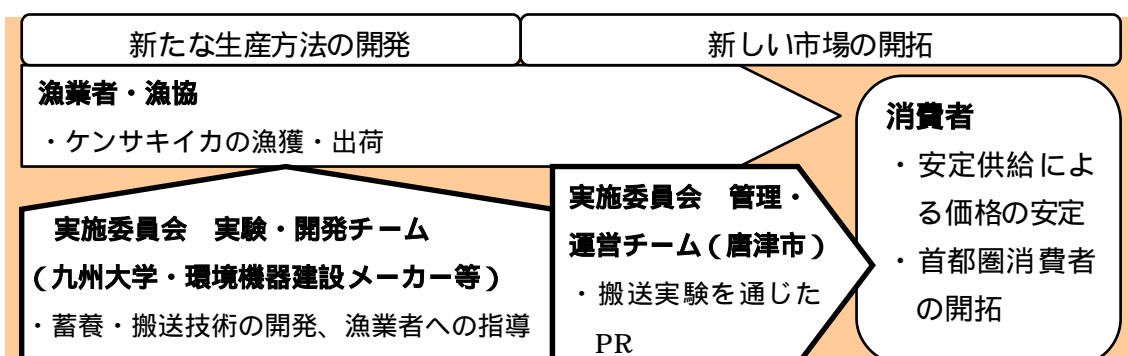 新たな生産方法の開発
新しい市場の開拓
漁業者・漁協
・ケンサキイカの漁獲・出荷
実施委員会　実験・開発チーム
(九州大学・環境機器建設メーカー等)
・蓄養・搬送技術の開発、漁業者への指導
実施委員会　管理・
運営チーム(唐津市)
・搬送実験を通じた
PR
消費者
・安定供給によ
る価格の安定
・首都圏消費者
の開拓